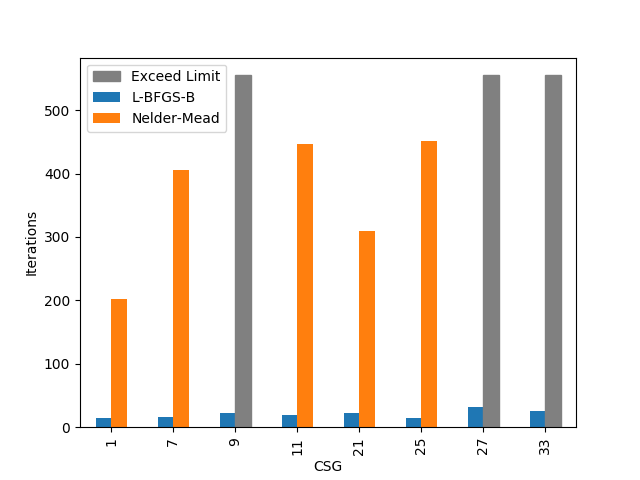 Exceed Limit
L-BFGS-B
Nelder-Mead
500
400
300
200
100
0
Iterations
1 7 9 11 21 25 27 33
CSG